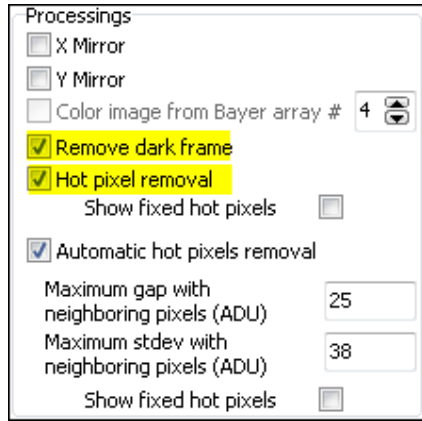 Processings
X Mirror
Y Mirror
Color image from Bayer array # 4
Remove dark frame
Hot pixel removal
Show fixed hot pixels
Automatic hot pixels removal
Maximum gap with
neighboring pixels (ADU) 25
Maximum stdev with
neighboring pixels (ADU) 38
Show fixed hot pixels